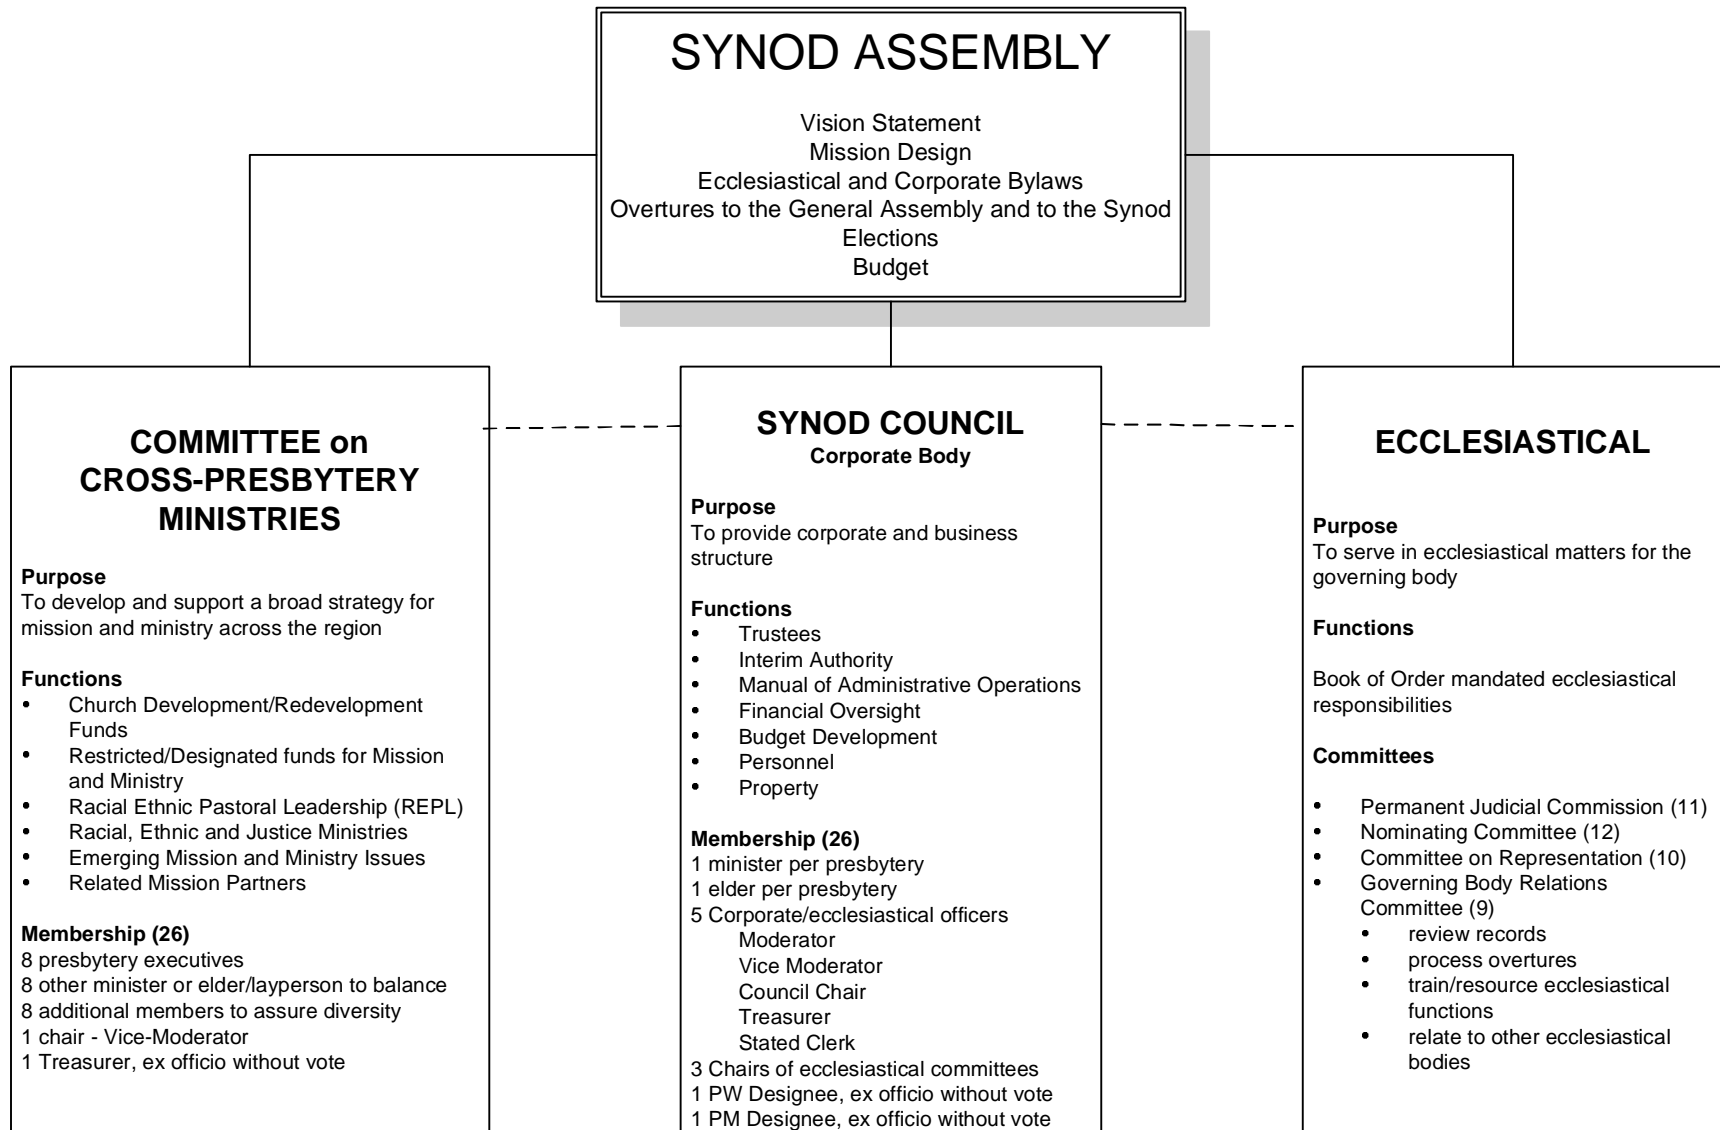 SYNOD ASSEMBLY
Vision Statement
Mission Design
Ecclesiastical and Corporate Bylaws
Overtures to the General Assembly and to the Synod
Elections
Budget
COMMITTEE on
CROSS-PRESBYTERY
MINISTRIES
Purpose
To develop and support a broad strategy for
mission and ministry across the region
Functions
• Church Development/Redevelopment
Funds
• Restricted/Designated funds for Mission
and Ministry
• Racial Ethnic Pastoral Leadership (REPL)
• Racial, Ethnic and Justice Ministries
• Emerging Mission and Ministry Issues
• Related Mission Partners
Membership (26)
8 presbytery executives
8 other minister or elder/layperson to balance
8 additional members to assure diversity
1 chair - Vice-Moderator
1 Treasurer, ex officio without vote
SYNOD COUNCIL
Corporate Body
Purpose
To provide corporate and business
structure
Functions
• Trustees
• Interim Authority
• Manual of Administrative Operations
• Financial Oversight
• Budget Development
• Personnel
• Property
Membership (26)
1 minister per presbytery
1 elder per presbytery
5 Corporate/ecclesiastical officers
Moderator
Vice Moderator
Council Chair
Treasurer
Stated Clerk
3 Chairs of ecclesiastical committees
1 PW Designee, ex officio without vote
1 PM Designee, ex officio without vote
ECCLESIASTICAL
Purpose
To serve in ecclesiastical matters for the
governing body
Functions
Book of Order mandated ecclesiastical
responsibilities
Committees
• Permanent Judicial Commission (11)
• Nominating Committee (12)
• Committee on Representation (10)
• Governing Body Relations
Committee (9)
• review records
• process overtures
• train/resource ecclesiastical
functions
• relate to other ecclesiastical
bodies